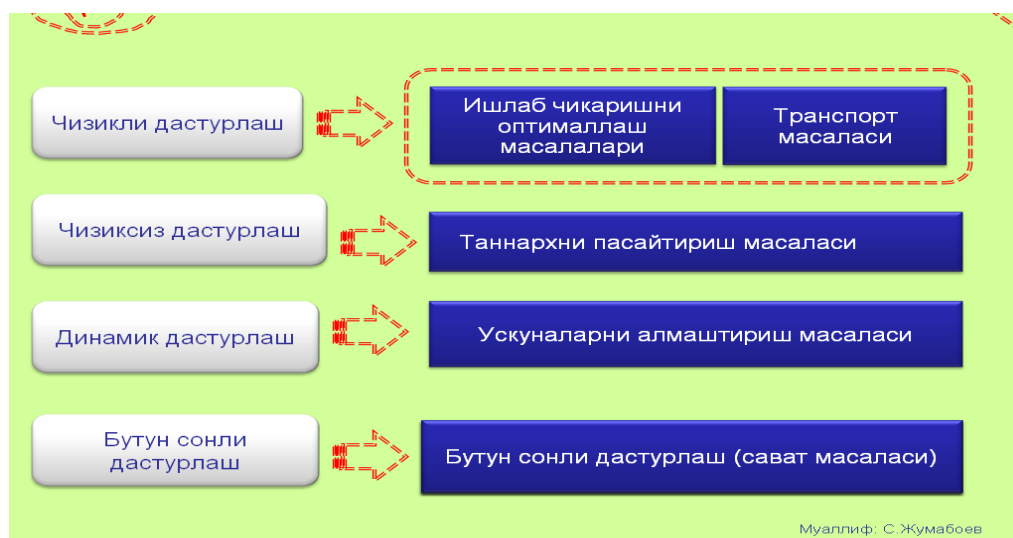 Чизикли дастурлаш
Ишлаб чикаришни
оптималлаш
масалалари
Транспорт
масаласи
Чизиксиз дастурлаш
Таннархни пасайтириш масаласи
Динамик дастурлаш
Ускуналарни алмаштириш масаласи
Бутун сонли
дастурлаш
Бутун сонли дастурлаш (сават масаласи)
Муаллиф: С.Жумабоев